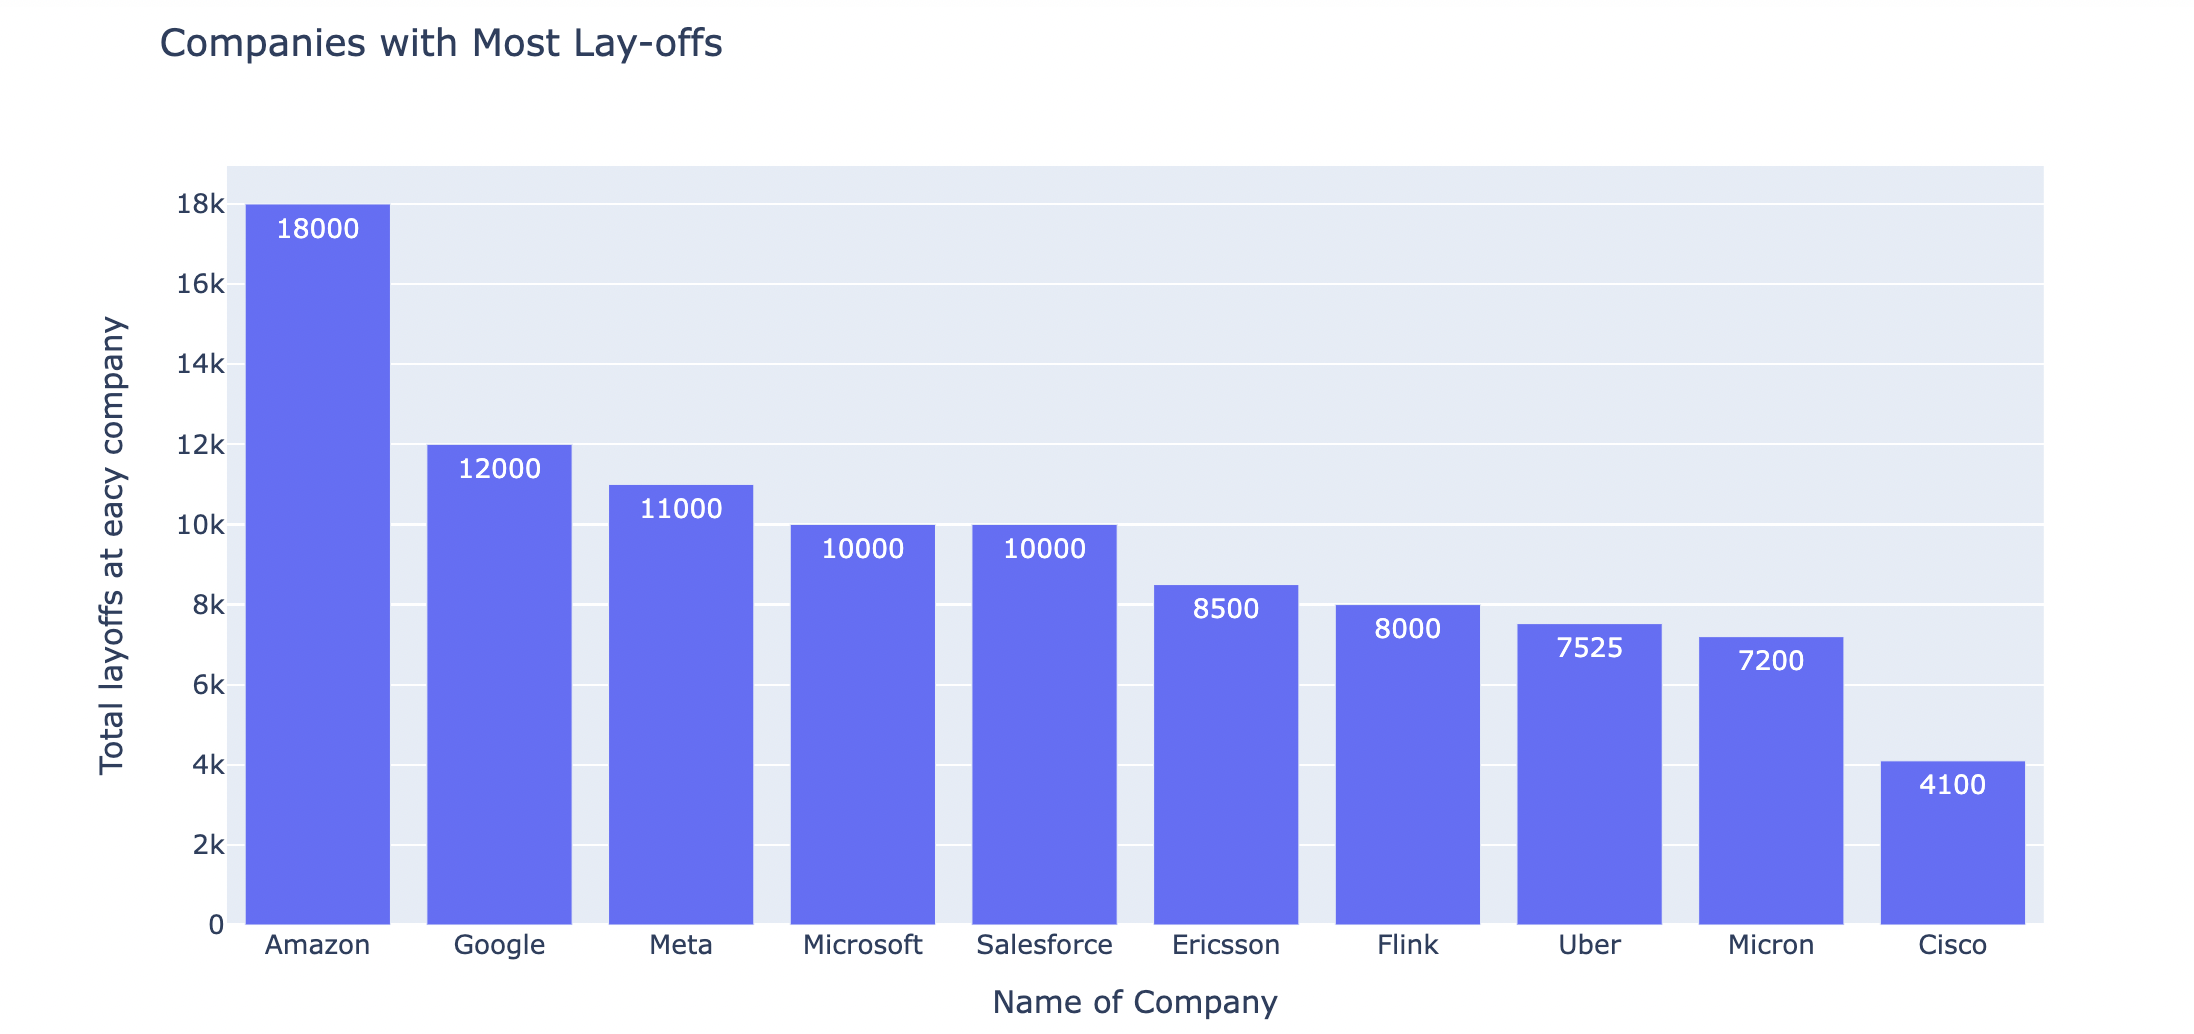 Companies with Most Lay-offs
Total layoffs at eacy company
18k
16k
14k
12k
10k
8k
6k
4k
2k
0
18000
12000
11000
10000
10000
8500
8000
7525
7200
4100
Amazon Google Meta Microsoft Salesforce Ericsson Flink Uber Micron Cisco
Name of Company